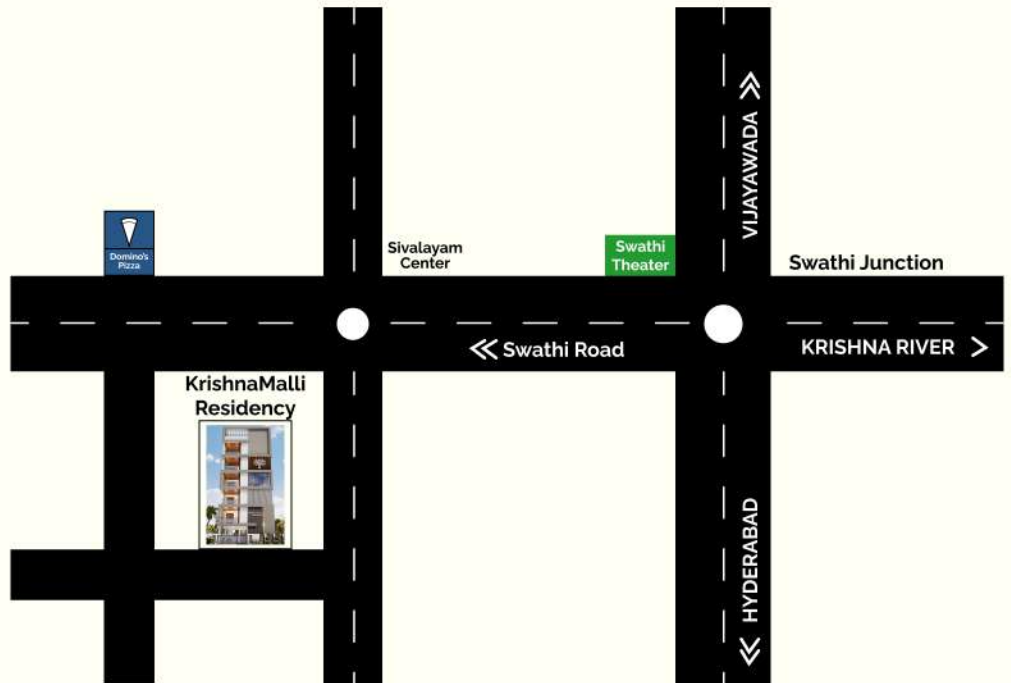 VIJAYAWADA
Domino's
Pizza
Sivalayam
Center
Swathi
Theater
Swathi Junction
Swathi Road
KRISHNA RIVER
KrishnaMalli
Residency
HYDERABAD